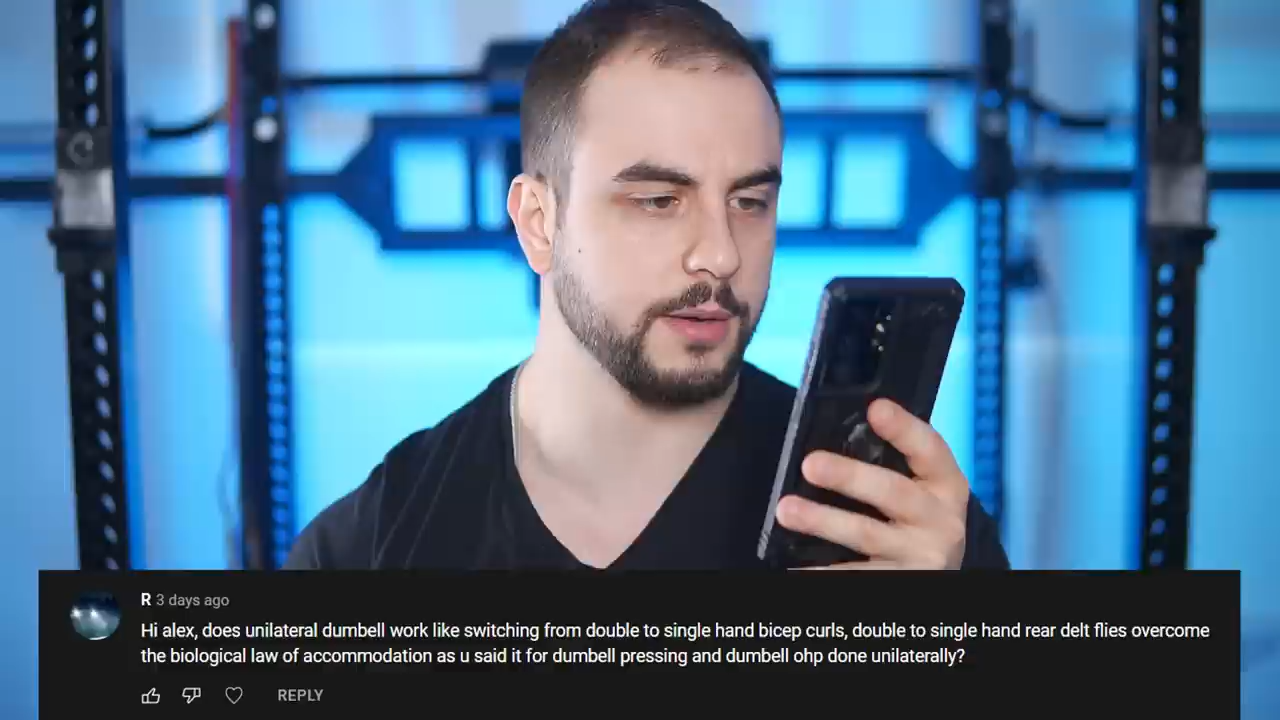 R 3 days ago
Hi alex, does unilateral dumbell work like switching from double to single hand bicep curls, double to single hand rear delt flies overcome
the biological law of accommodation as u said it for dumbell pressing and dumbell ohp done unilaterally?
REPLY